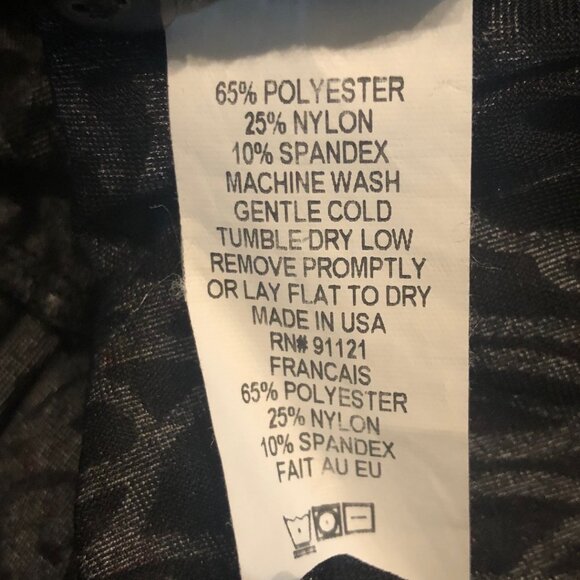 65% POLYESTER
25% NYLON
10% SPANDEX
MACHINE WASH
GENTLE COLD
TUMBLE DRY LOW
REMOVE PROMPTLY
OR LAY FLAT TO DRY
MADE IN USA
RN# 91121
FRANCAIS
65% POLYESTER
25% NYLON
10% SPANDEX
FAIT AU EU